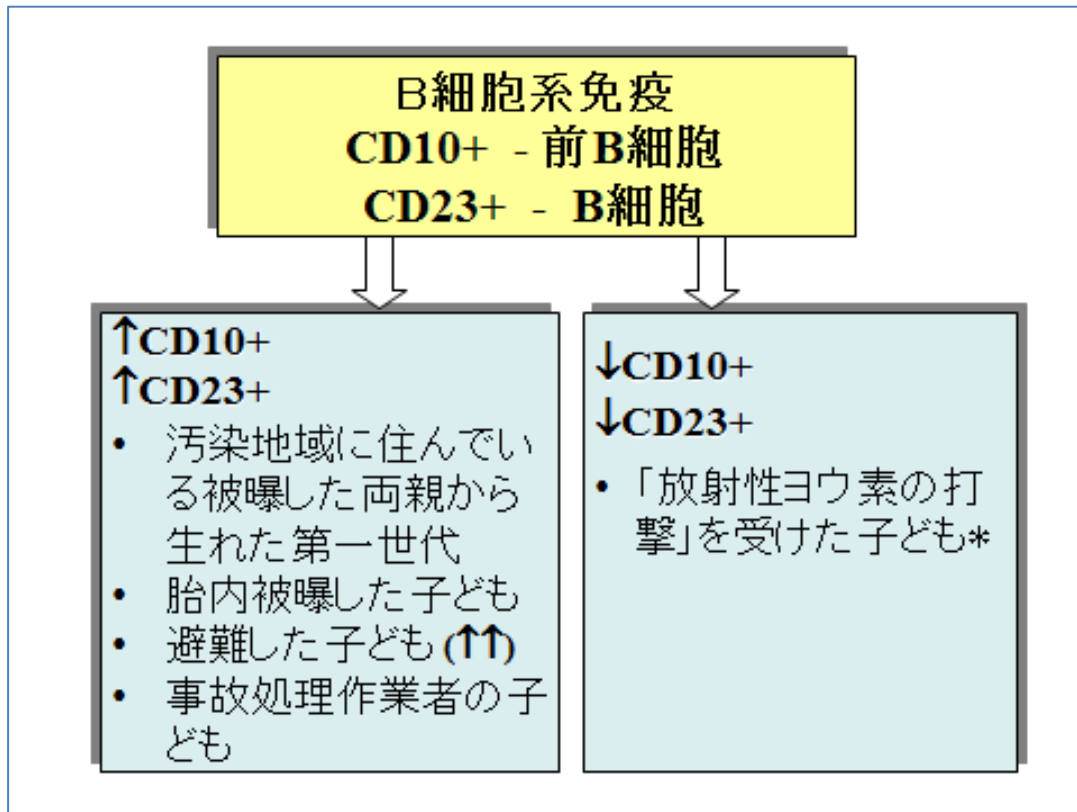 B細胞系免疫
CD10+ - 前B細胞
CD23+ - B細胞
↑CD10+
↑CD23+
• 汚染地域に住んでい
る被曝した両親から
生れた第一世代
• 胎内被曝した子ども
• 避難した子ども(↑↑)
• 事故処理作業者の子
ども
↓CD10+
↓CD23+
• 「放射性ヨウ素の打
撃」を受けた子ども*